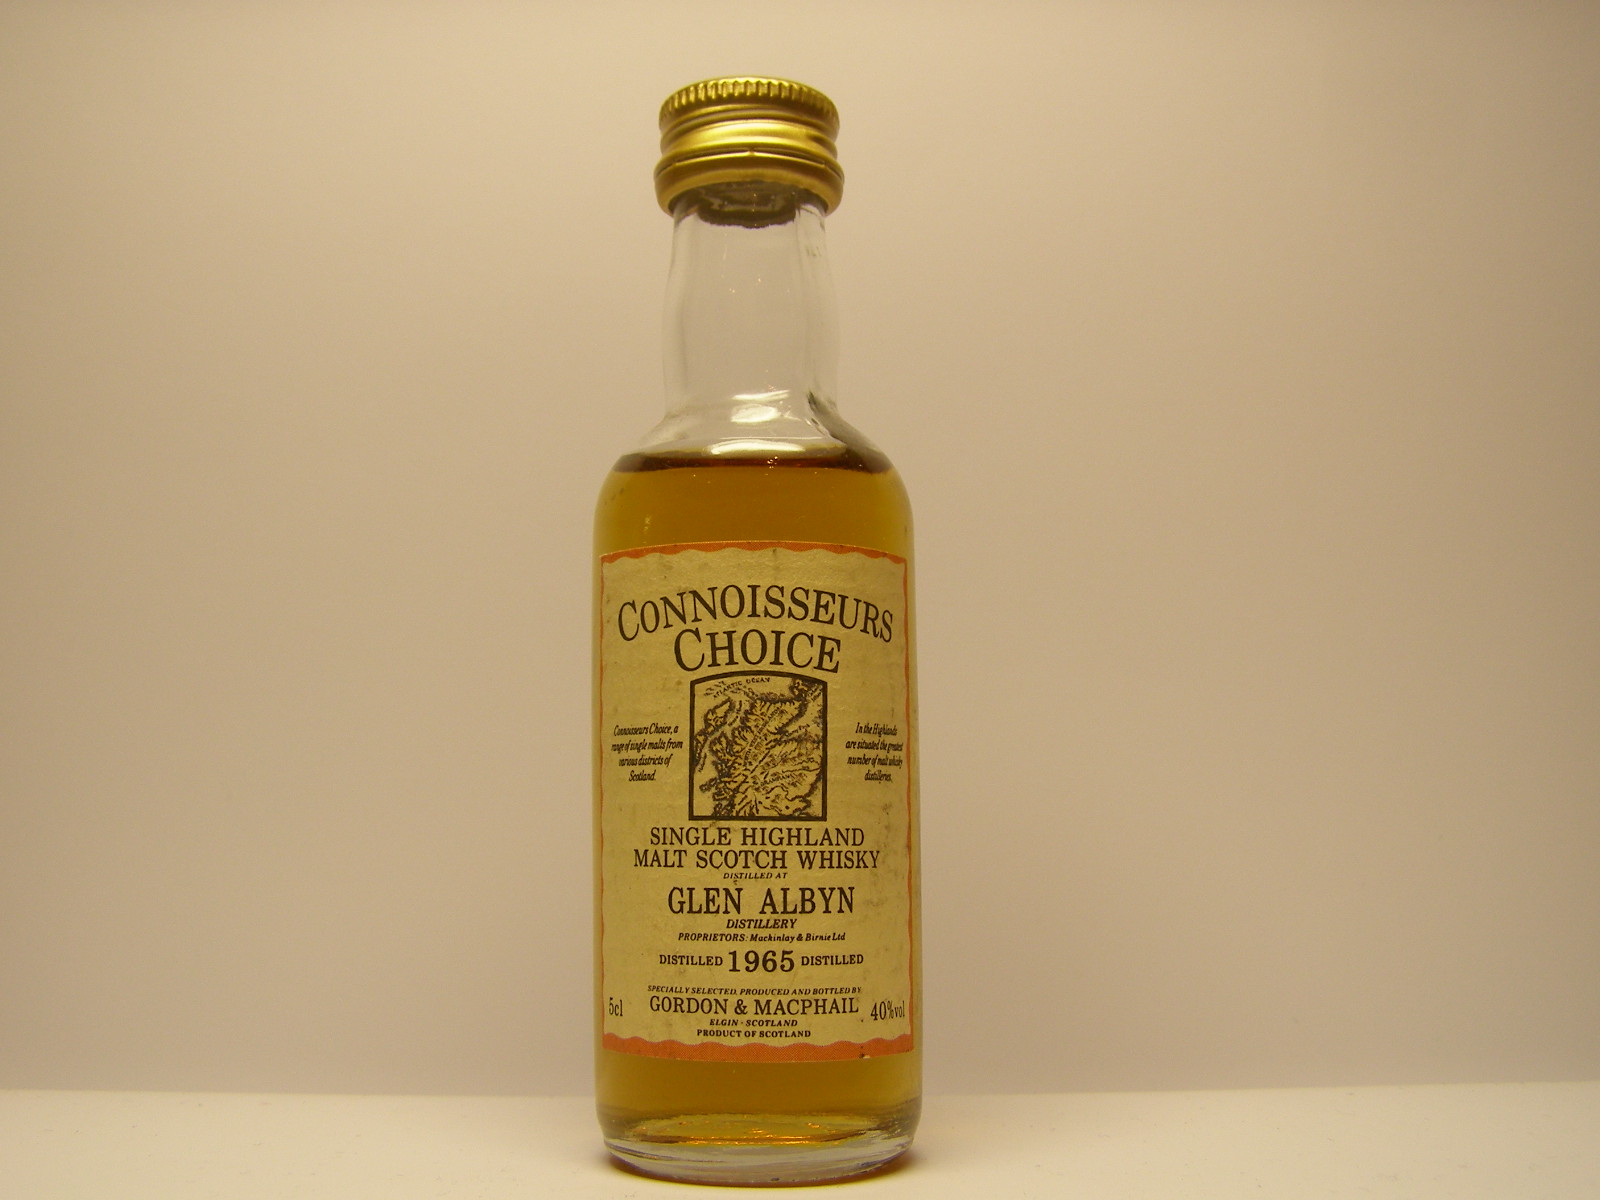 CONNOISSEURS
CHOICE
ATLANTIC OCEAN
Connoisseurs Choice, a
range of single malts from
various districts of
Scotland.
In the Highlands
are situated the greatest
number of malt whisky
distilleries.
SINGLE HIGHLAND
MALT SCOTCH WHISKY
DISTILLED AT
GLEN ALBYN
DISTILLERY
PROPRIETORS: Mackinlay & Birnie Ltd
DISTILLED 1965 DISTILLED
SPECIALLY SELECTED, PRODUCED AND BOTTLED BY
5cl GORDON & MACPHAIL 40%vol
ELGIN - SCOTLAND
PRODUCT OF SCOTLAND